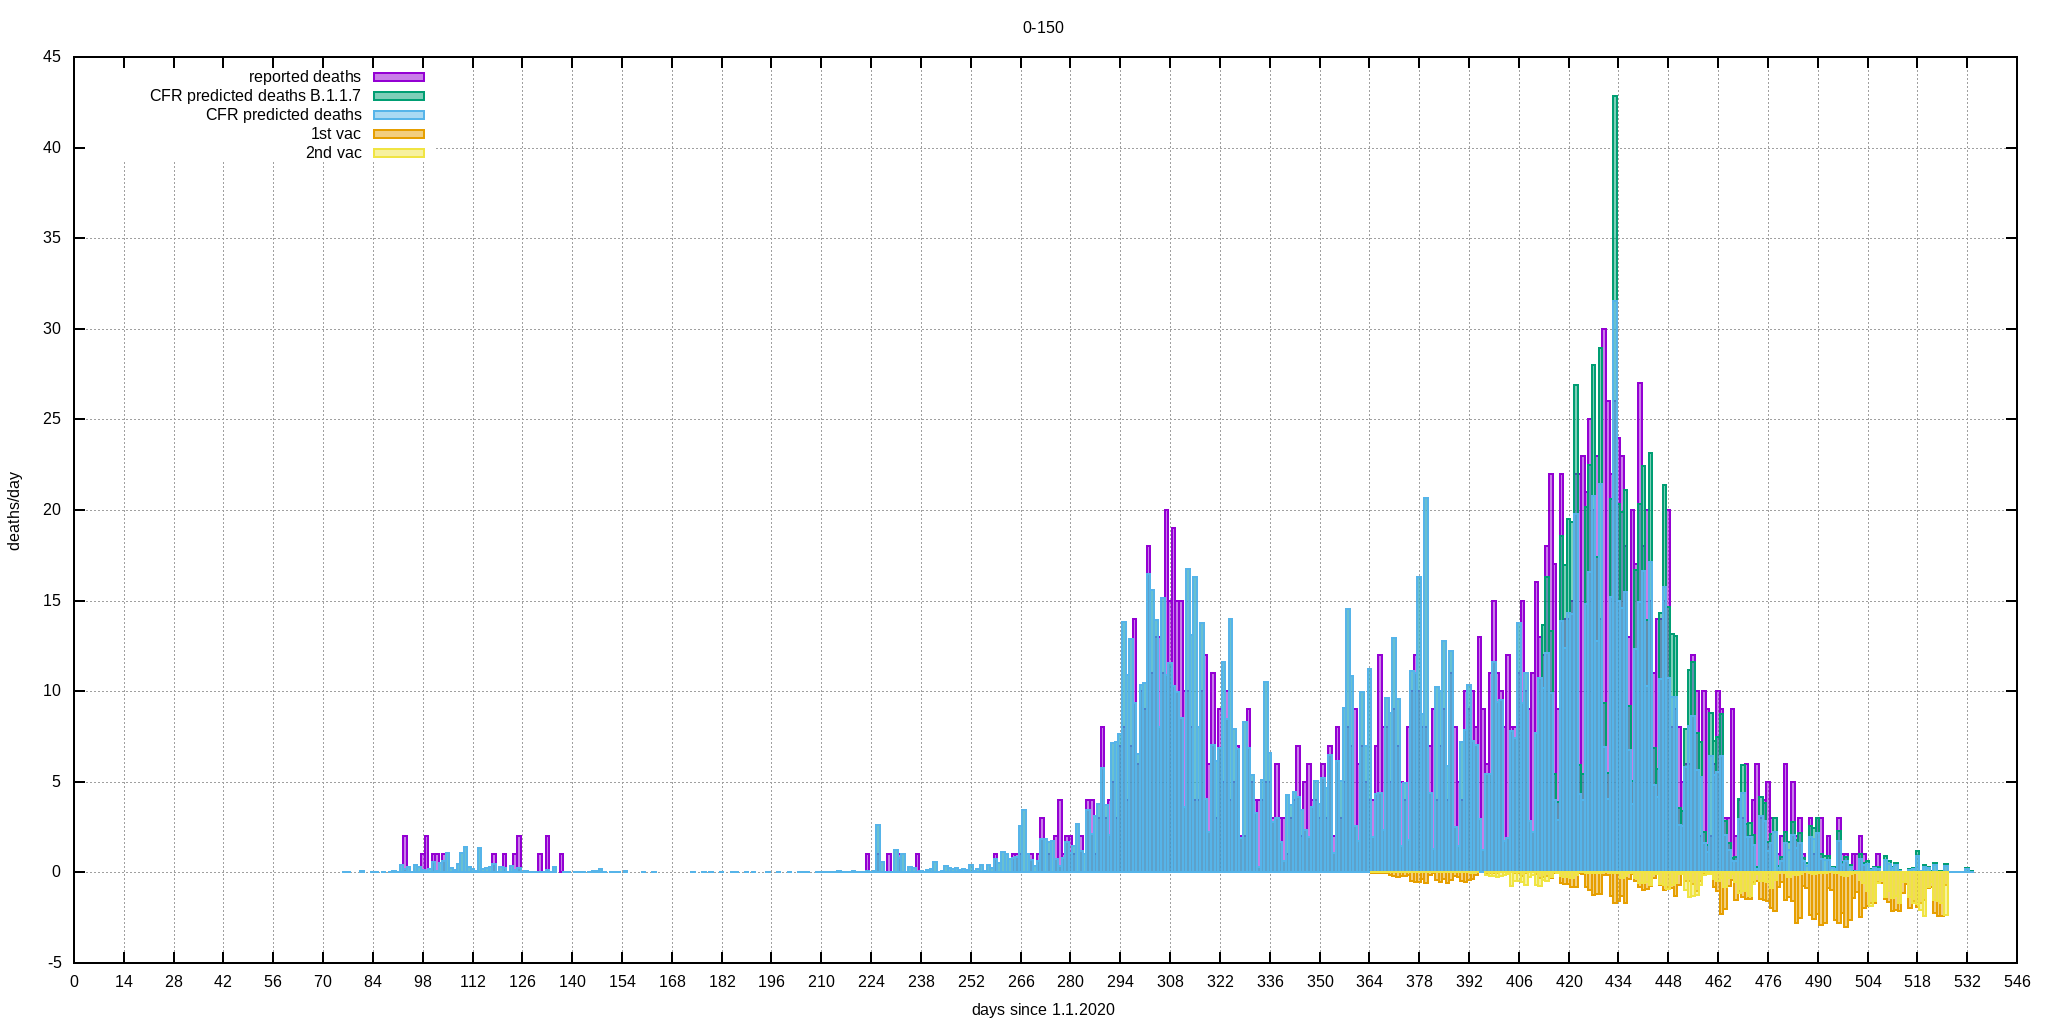 0-150
reported deaths
CFR predicted deaths B.1.1.7
CFR predicted deaths
1st vac
2nd vac
45
40
35
30
25
20
15
10
5
0
-5
deaths/day
0 14 28 42 56 70 84 98 112 126 140 154 168 182 196 210 224 238 252 266 280 294 308 322 336 350 364 378 392 406 420 434 448 462 476 490 504 518 532 546
days since 1.1.2020